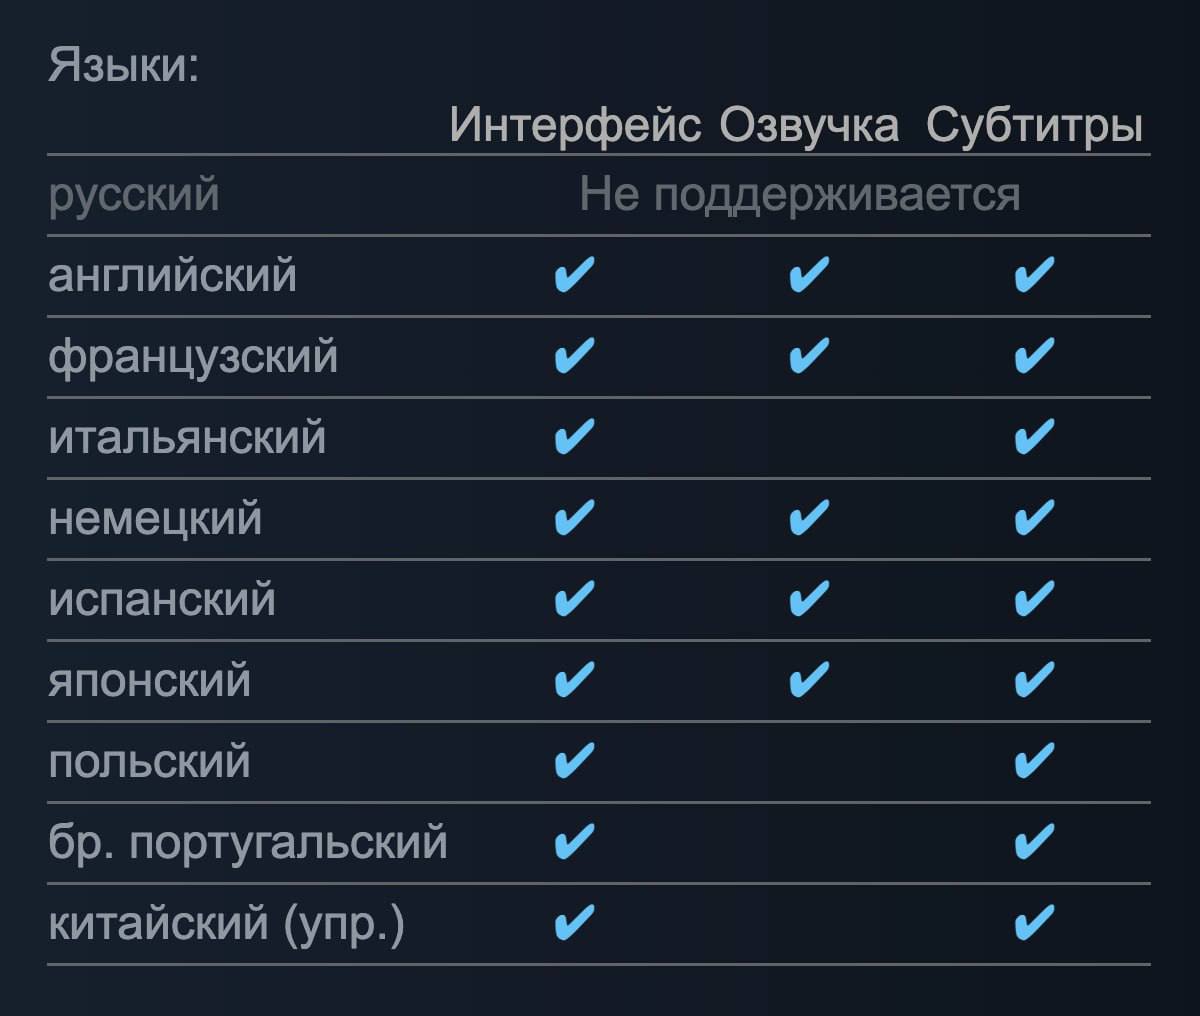 Языки:
Интерфейс Озвучка Субтитры
русский Не поддерживается
английский ✔ ✔ ✔
французский ✔ ✔ ✔
итальянский ✔ ✔
немецкий ✔ ✔ ✔
испанский ✔ ✔ ✔
японский ✔ ✔ ✔
польский ✔ ✔
бр. португальский ✔ ✔
китайский (упр.) ✔ ✔